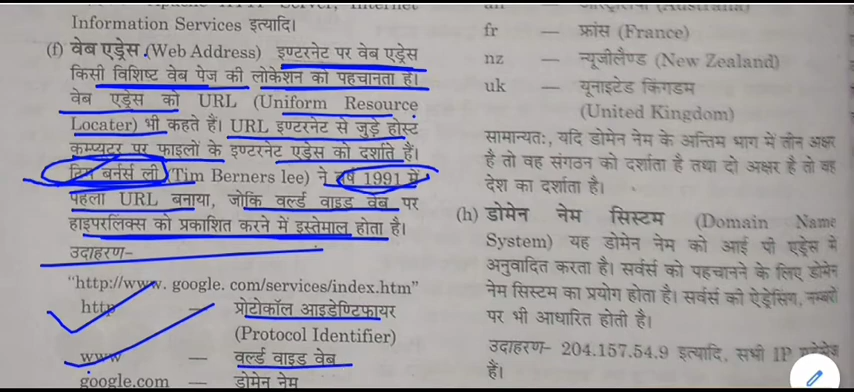 Information Services इत्यादि।
(f) वेब एड्रेस (Web Address) इण्टरनेट पर वेब एड्रेस
किसी विशिष्ट वेब पेज की लोकेशन को पहचानता है।
वेब एड्रेस को URL (Uniform Resource
Locater) भी कहते हैं। URL इण्टरनेट से जुड़े होस्ट
कम्प्यूटर पर फाइलों के इण्टरनेट एड्रेस को दर्शाते हैं।
टिम बर्नर्स ली (Tim Berners lee) ने वर्ष 1991 में
पहला URL बनाया, जोकि वर्ल्ड वाइड वेब पर
हाइपरलिंक्स को प्रकाशित करने में इस्तेमाल होता है।
उदाहरण–
“http://www. google. com/services/index.htm”
http — प्रोटोकॉल आइडेण्टिफायर
(Protocol Identifier)
www — वर्ल्ड वाइड वेब
google.com — डोमेन नेम
fr — फ्रांस (France)
nz — न्यूजीलैण्ड (New Zealand)
uk — यूनाइटेड किंगडम
(United Kingdom)
सामान्यतः, यदि डोमेन नेम के अन्तिम भाग में तीन अक्षर
है तो वह संगठन को दर्शाता है तथा दो अक्षर है तो वह
देश का दर्शाता है।
(h) डोमेन नेम सिस्टम (Domain Name
System) यह डोमेन नेम को आई पी एड्रेस में
अनुवादित करता है। सर्वर्स को पहचानने के लिए डोमेन
नेम सिस्टम का प्रयोग होता है। सर्वर्स की ऐड्रेसिंग, नम्बरों
पर भी आधारित होती है।
उदाहरण– 204.157.54.9 इत्यादि, सभी IP
हैं।